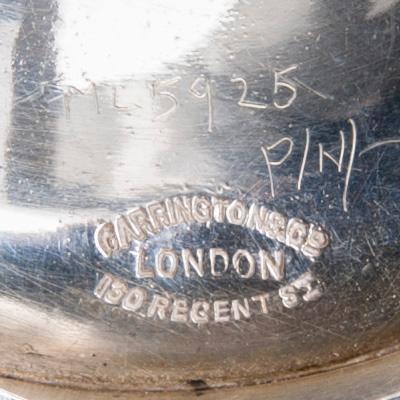 ML5925
P/N/-
CARRINGTON & CO
LONDON
130. REGENT ST